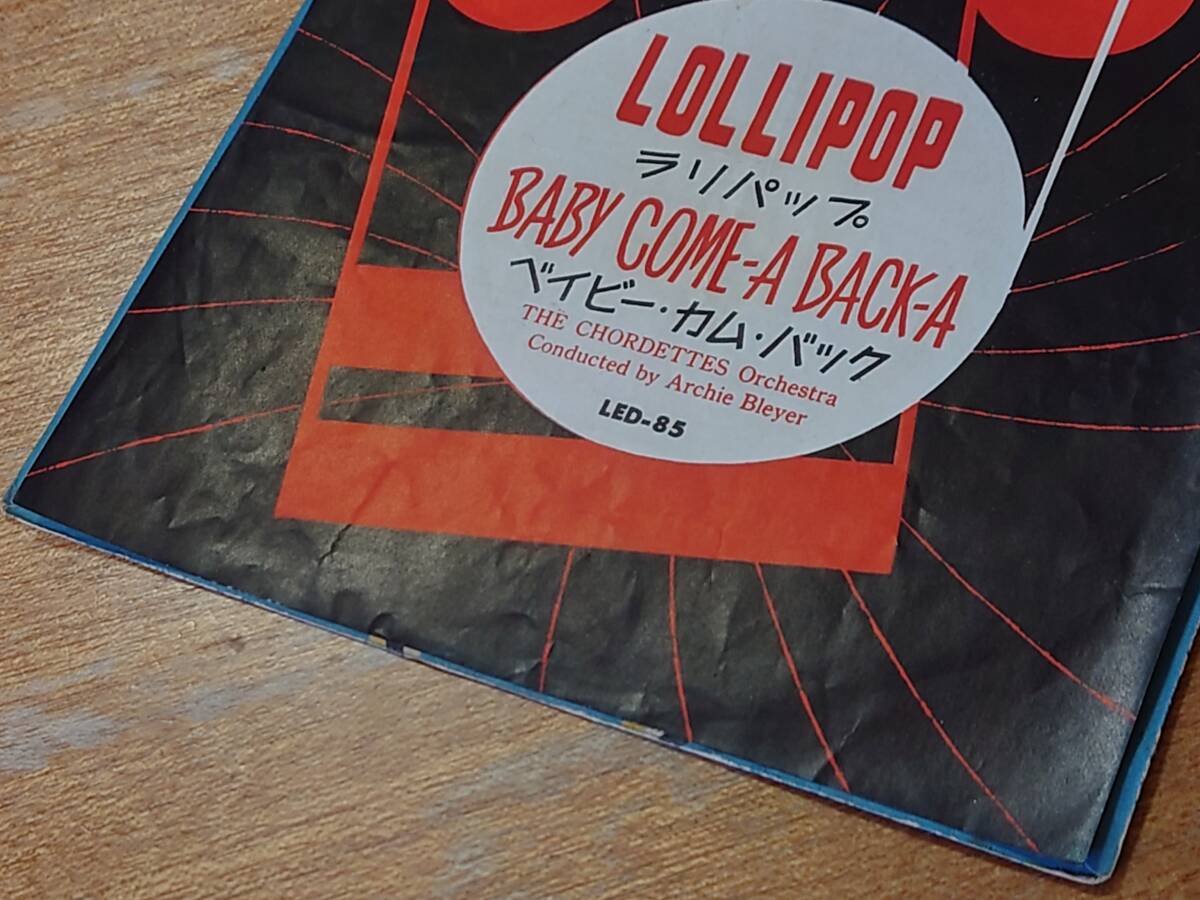 LOLLIPOP
ラリパップ
BABY COME-A BACK-A
ベイビー・カム・バック
THE CHORDETTES Orchestra
Conducted by Archie Bleyer
LED-85